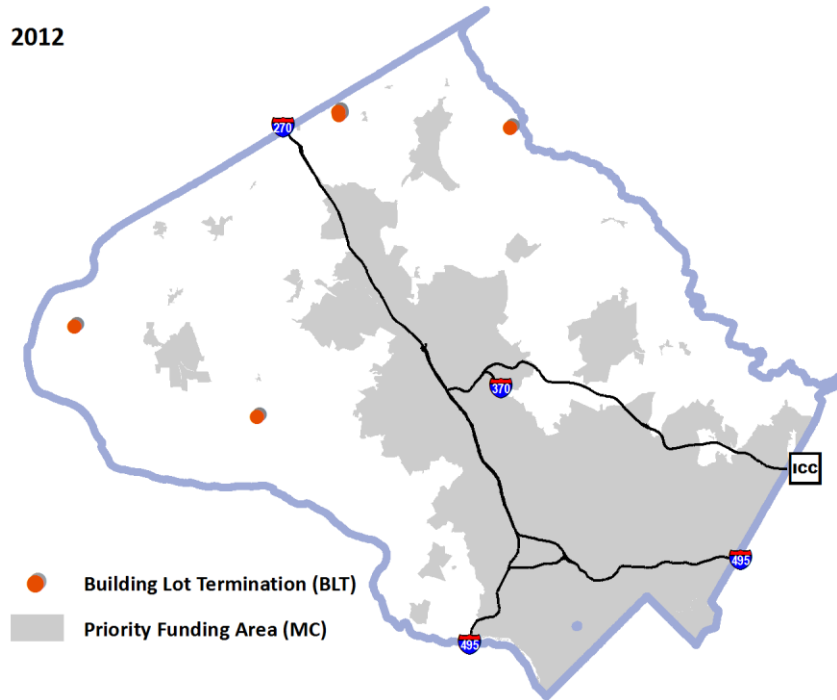 2012
270
370
ICC
495
Building Lot Termination (BLT)
Priority Funding Area (MC)
495